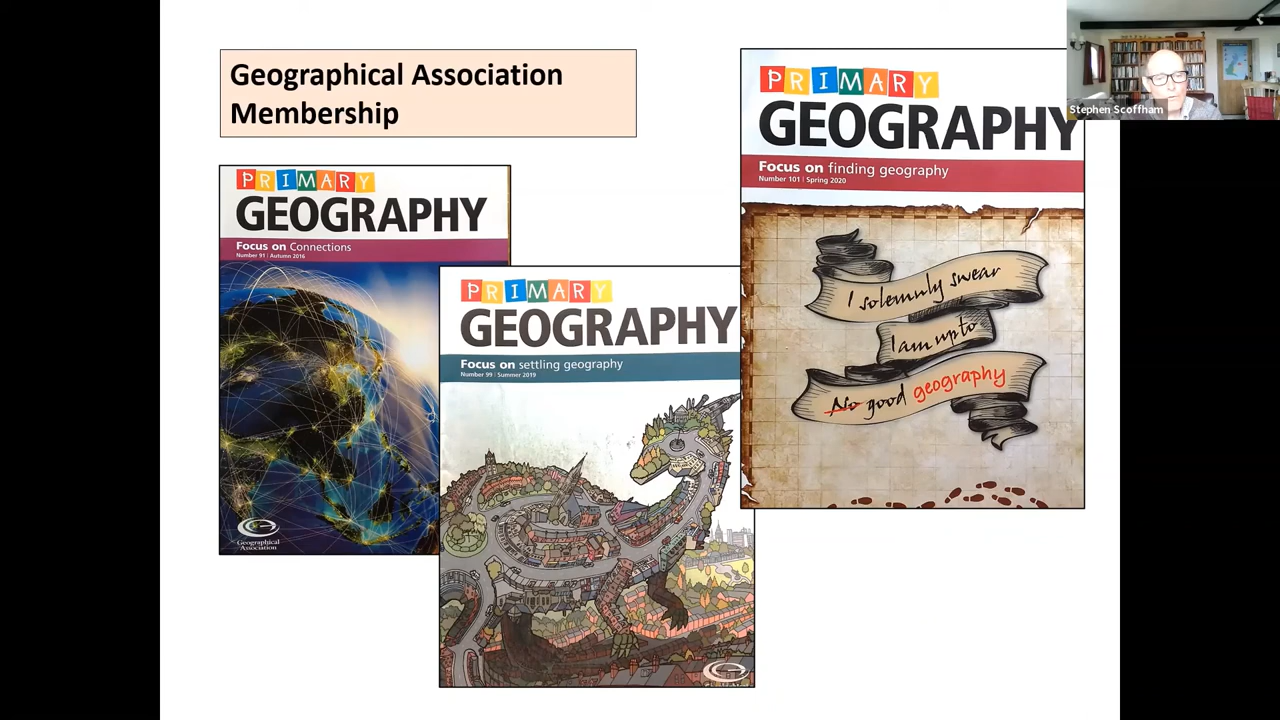 Geographical Association
Membership
PRIMARY
GEOGRAPHY
Focus on Connections
Number 91 | Autumn 2016
Geographical
Association
PRIMARY
GEOGRAPHY
Focus on settling geography
Number 99 | Summer 2019
PRIMARY
GEOGRAPHY
Focus on finding geography
Number 101 | Spring 2020
I solemnly swear
I am up to
No good geography
Stephen Scoffham